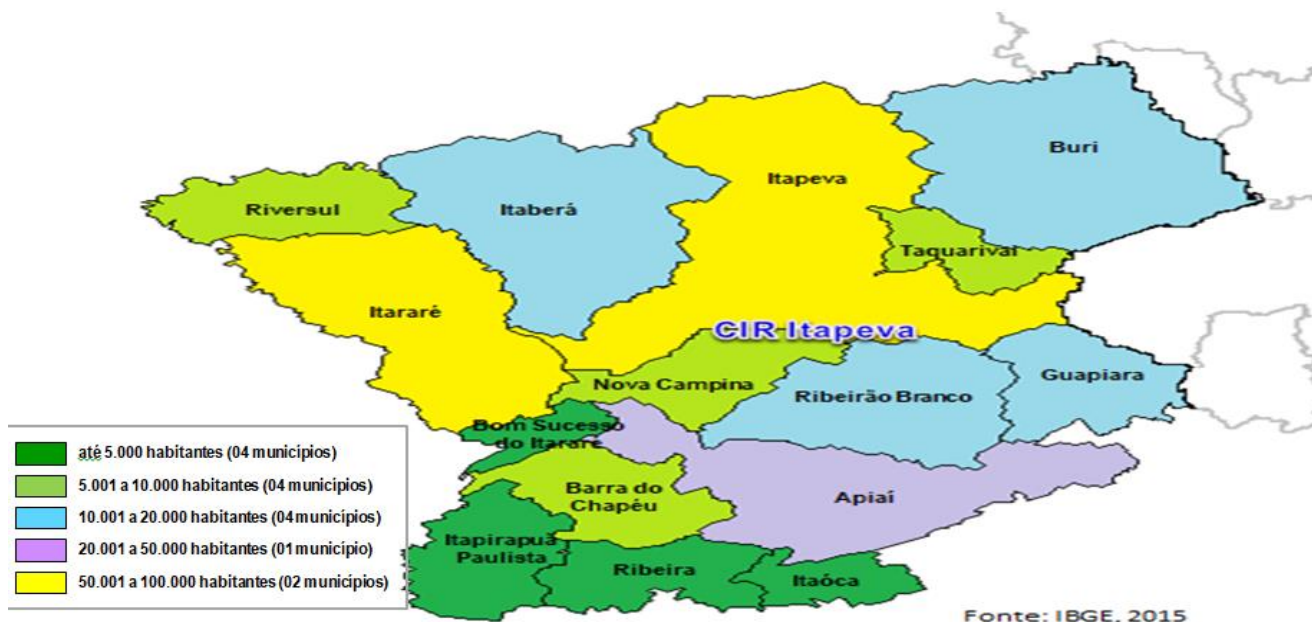 Buri
Itapeva
Riversul
Itaberá
Taquarivaí
Itararé
CIR Itapeva
Nova Campina
Guapiara
Ribeirão Branco
Bom Sucesso
do Itararé
Barra do
Chapéu
Apiaí
Itapirapuã
Paulista
Ribeira
Itaóca
até 5.000 habitantes (04 municípios)
5.001 a 10.000 habitantes (04 municípios)
10.001 a 20.000 habitantes (04 municípios)
20.001 a 50.000 habitantes (01 município)
50.001 a 100.000 habitantes (02 municípios)
Fonte: IBGE, 2015